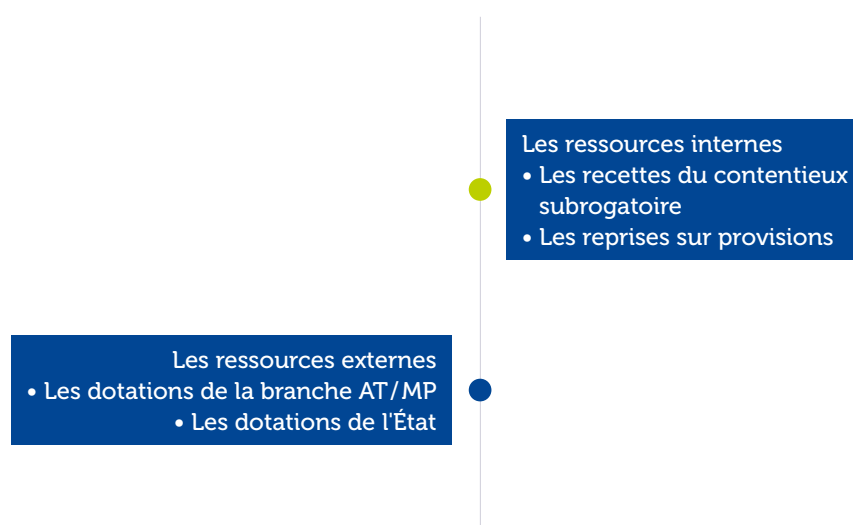 Les ressources internes
• Les recettes du contentieux
subrogatoire
• Les reprises sur provisions
Les ressources externes
• Les dotations de la branche AT/MP
• Les dotations de l'État